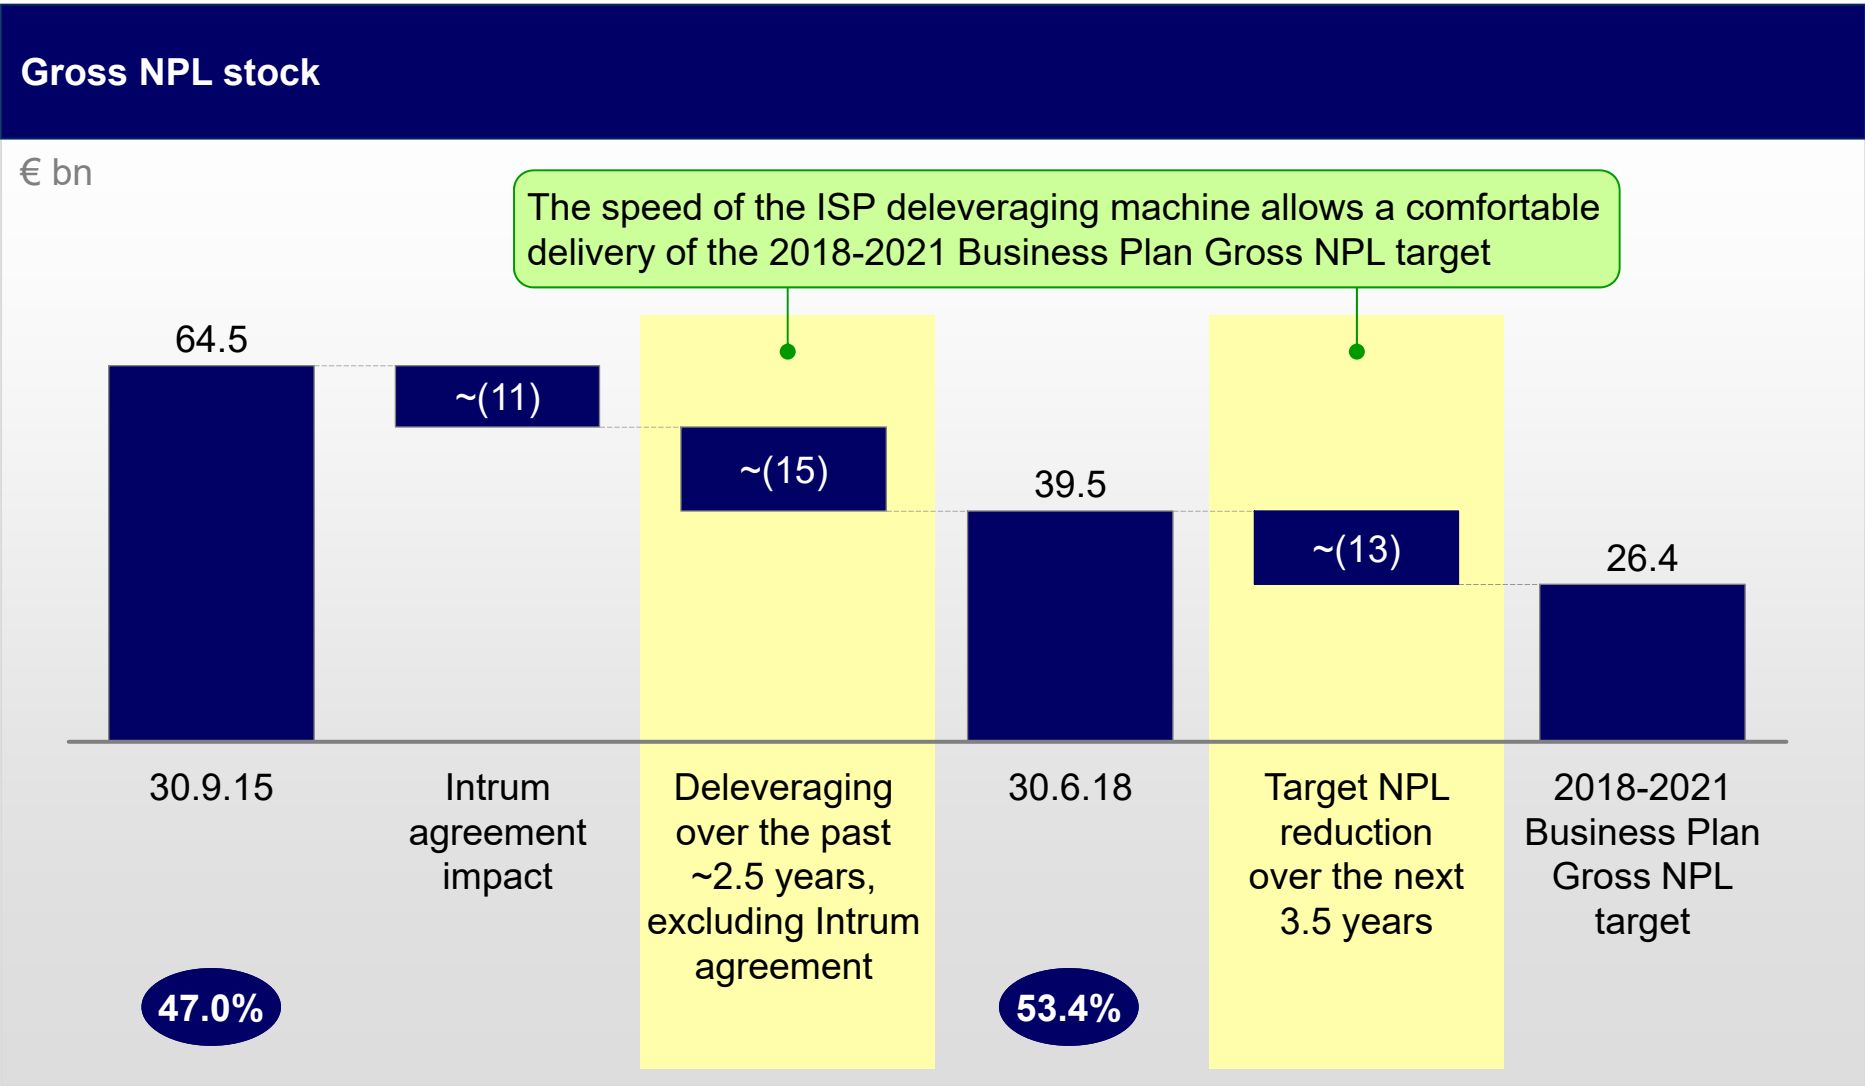 Gross NPL stock
€ bn
The speed of the ISP deleveraging machine allows a comfortable
delivery of the 2018-2021 Business Plan Gross NPL target
64.5
~(11)
~(15)
39.5
~(13)
26.4
30.9.15
Intrum
agreement
impact
Deleveraging
over the past
~2.5 years,
excluding Intrum
agreement
30.6.18
Target NPL
reduction
over the next
3.5 years
2018-2021
Business Plan
Gross NPL
target
47.0%
53.4%